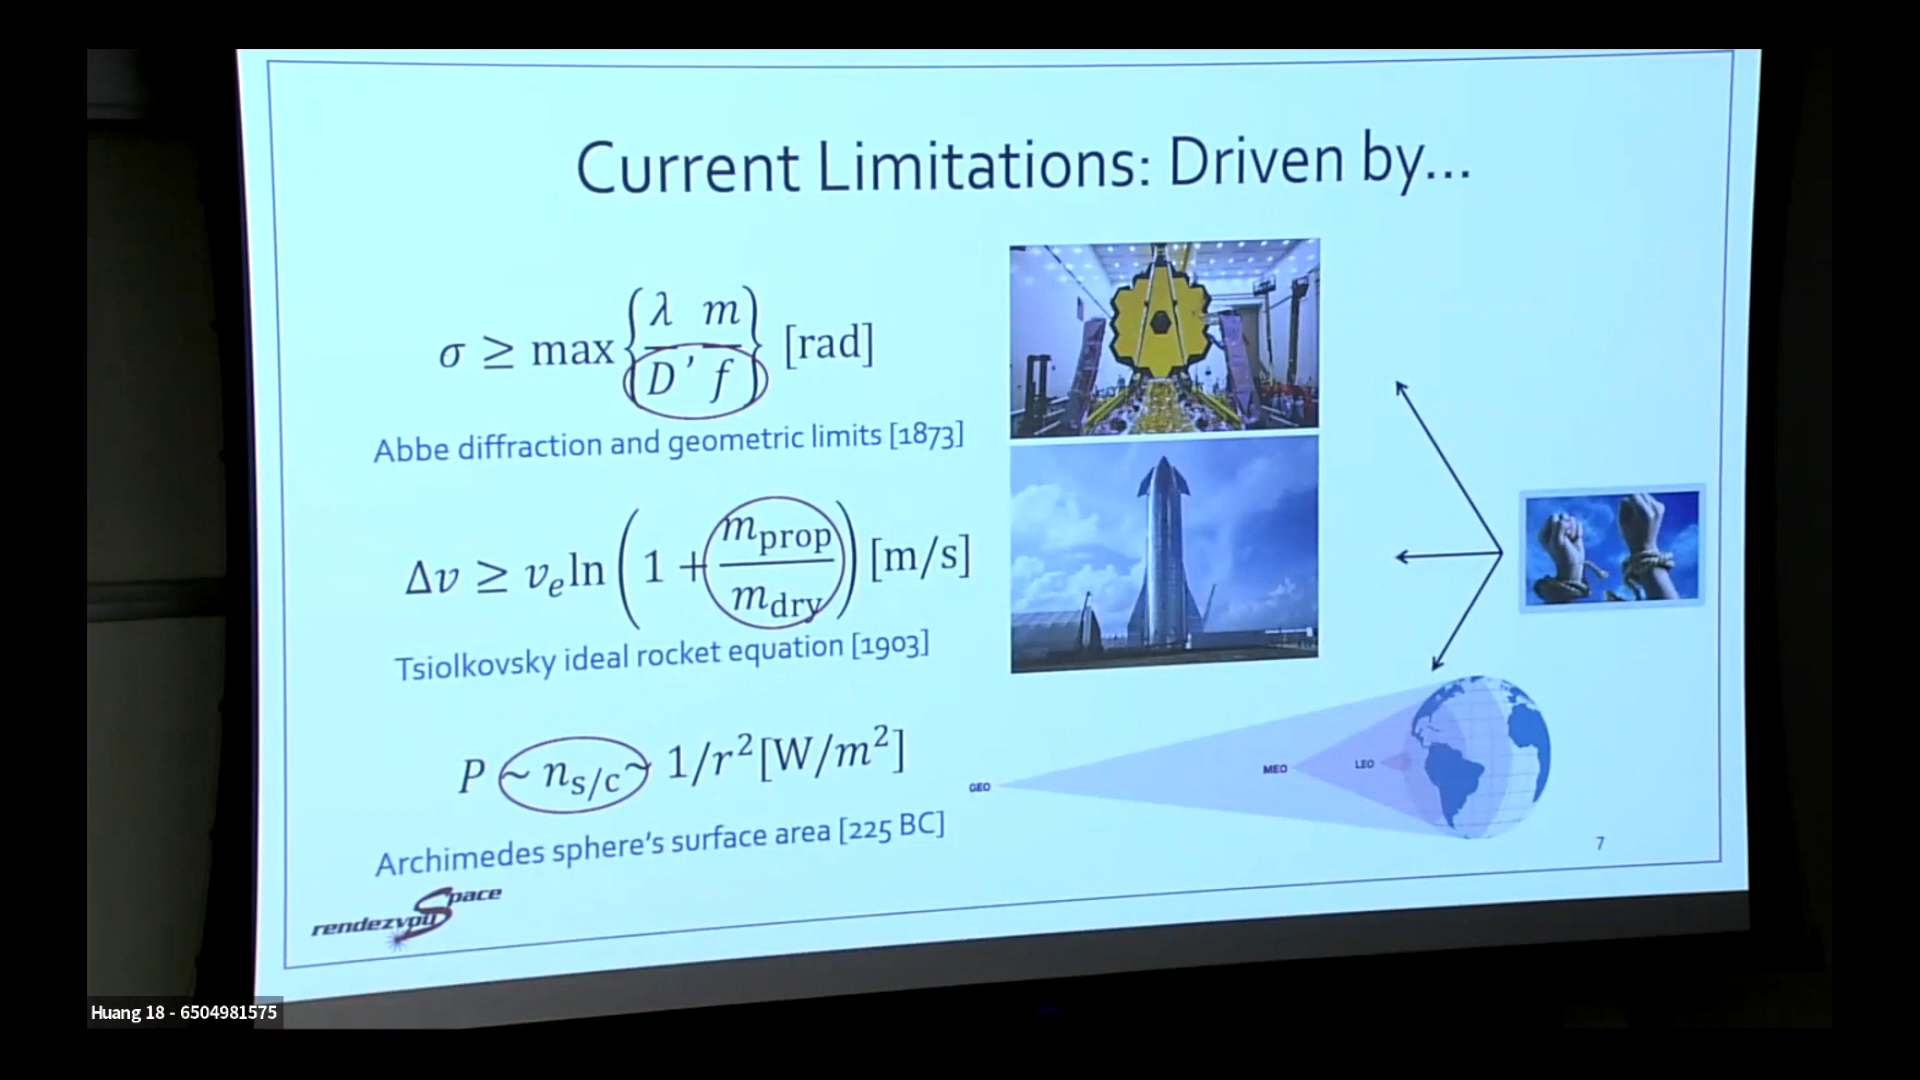 Current Limitations: Driven by...
σ ≥ max{λ/D, m/f} [rad]
Abbe diffraction and geometric limits [1873]
Δv ≥ vₑln(1 + m_prop/m_dry) [m/s]
Tsiolkovsky ideal rocket equation [1903]
P ~ n_s/c ~ 1/r² [W/m²]
Archimedes sphere's surface area [225 BC]
GEO
MEO
LEO
7
rendezvouSpace
Huang 18 - 6504981575